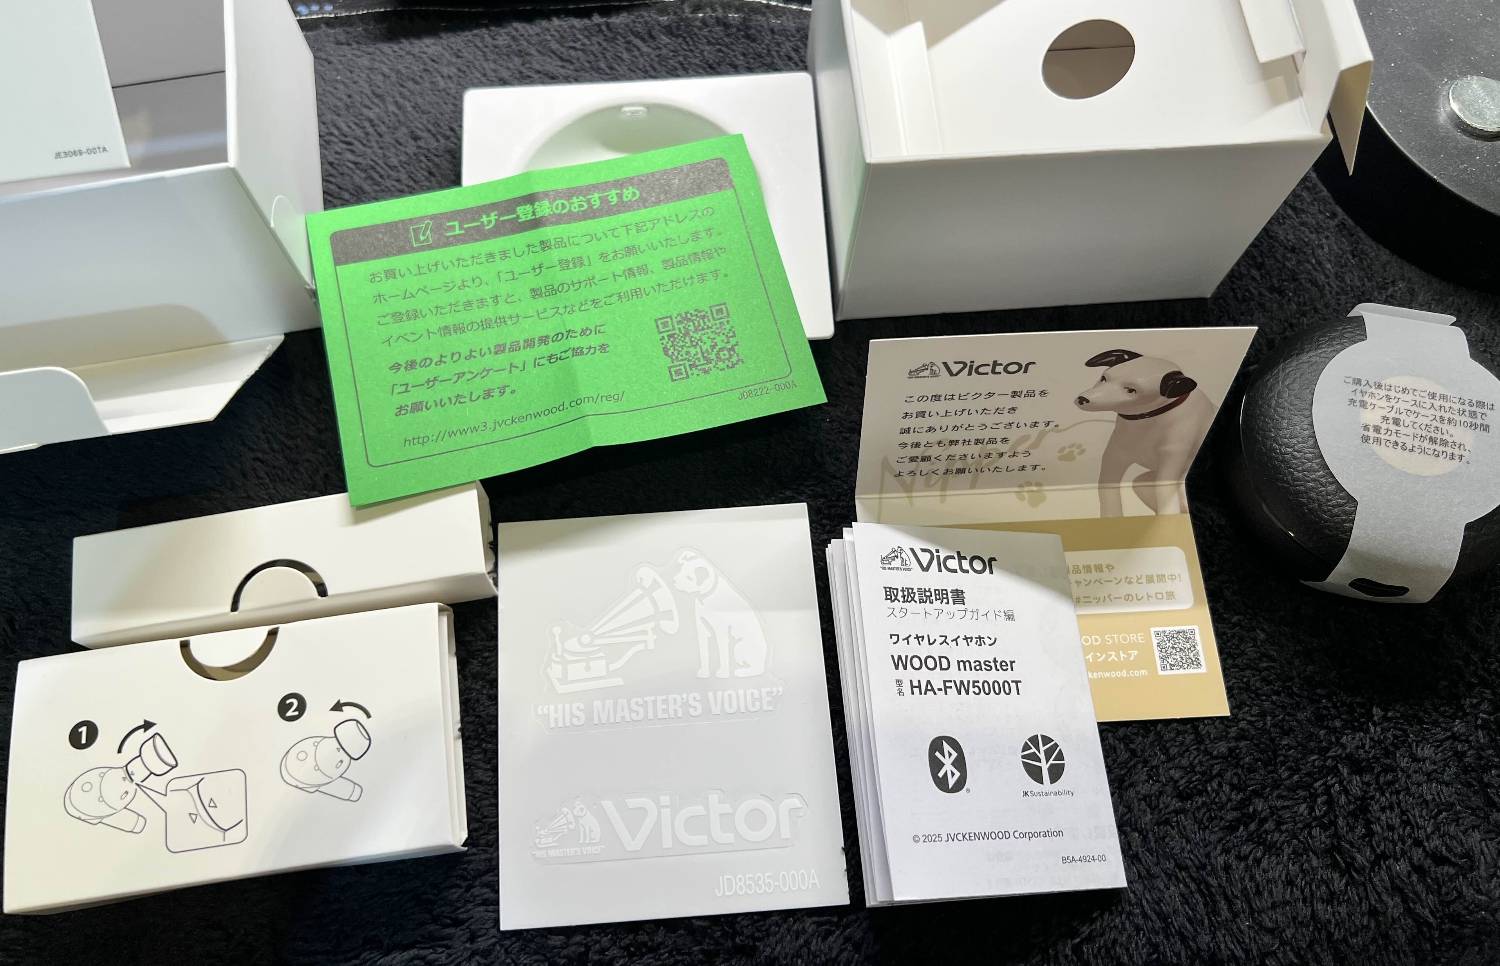 JE3069-001A
ユーザー登録のおすすめ
お買い上げいただきました製品について下記アドレスの
ホームページより、「ユーザー登録」をお願いいたします。
ご登録いただきますと、製品のサポート情報、製品情報や
イベント情報の提供サービスなどをご利用いただけます。
今後のよりよい製品開発のために
「ユーザーアンケート」にもご協力を
お願いいたします。
http://www3.jvckenwood.com/reg/
JD8222-000A
Victor
この度はビクター製品を
お買い上げいただき
誠にありがとうございます。
今後とも弊社製品を
ご愛顧くださいますよう
よろしくお願いいたします。
品情報や
ャンペーンなど展開中!
#ニッパーのレトロ旅
OD STORE
インストア
kenwood.com
ご購入後はじめてご使用になる際は
イヤホンをケースに入れた状態で
充電ケーブルでケースを約10秒間
充電してください。
省電力モードが解除され、
使用できるようになります。
1
2
"HIS MASTER'S VOICE"
"HIS MASTER'S VOICE"
Victor
JD8535-000A
"HIS MASTER'S VOICE"
Victor
取扱説明書
スタートアップガイド編
ワイヤレスイヤホン
WOOD master
型名 HA-FW5000T
JK Sustainability
© 2025 JVCKENWOOD Corporation
B5A-4924-00